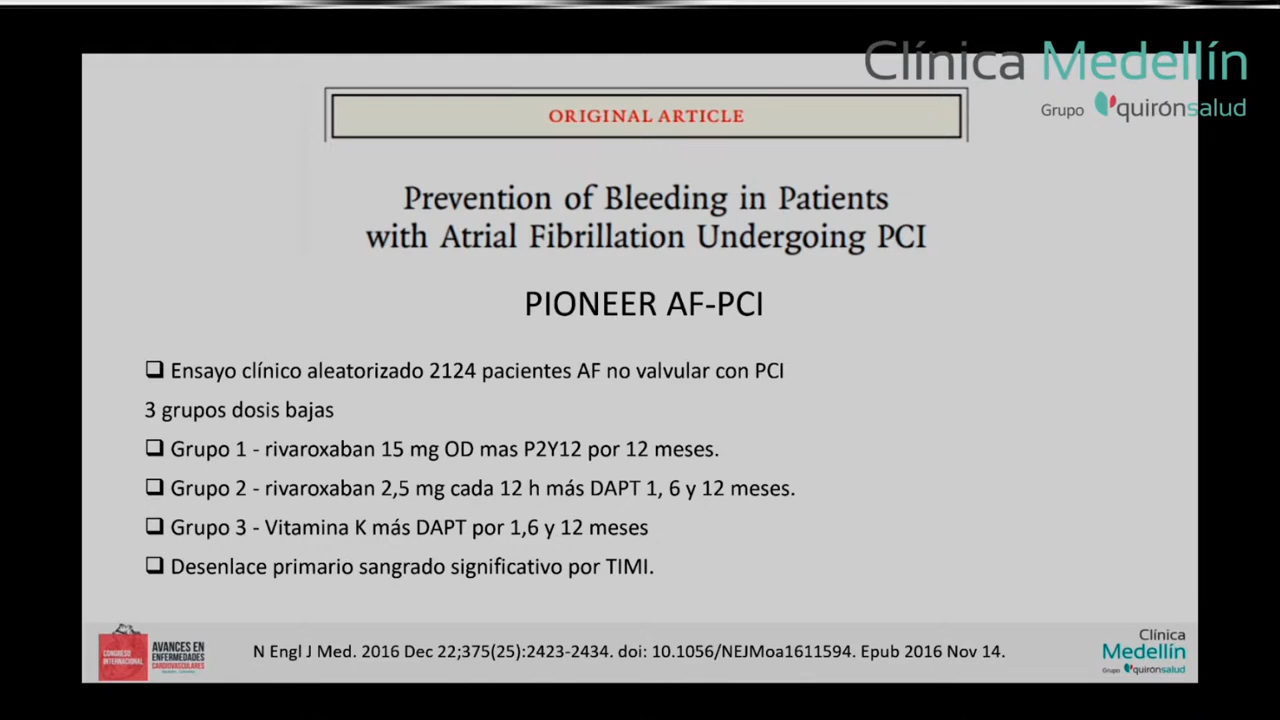 Clínica Medellín
Grupo quirónsalud
ORIGINAL ARTICLE
Prevention of Bleeding in Patients
with Atrial Fibrillation Undergoing PCI
PIONEER AF-PCI
Ensayo clínico aleatorizado 2124 pacientes AF no valvular con PCI
3 grupos dosis bajas
Grupo 1 - rivaroxaban 15 mg OD mas P2Y12 por 12 meses.
Grupo 2 - rivaroxaban 2,5 mg cada 12 h más DAPT 1, 6 y 12 meses.
Grupo 3 - Vitamina K más DAPT por 1,6 y 12 meses
Desenlace primario sangrado significativo por TIMI.
CONGRESO
INTERNACIONAL
AVANCES EN
ENFERMEDADES
CARDIOVASCULARES
N Engl J Med. 2016 Dec 22;375(25):2423-2434. doi: 10.1056/NEJMoa1611594. Epub 2016 Nov 14.
Clínica
Medellín
Grupo quirónsalud